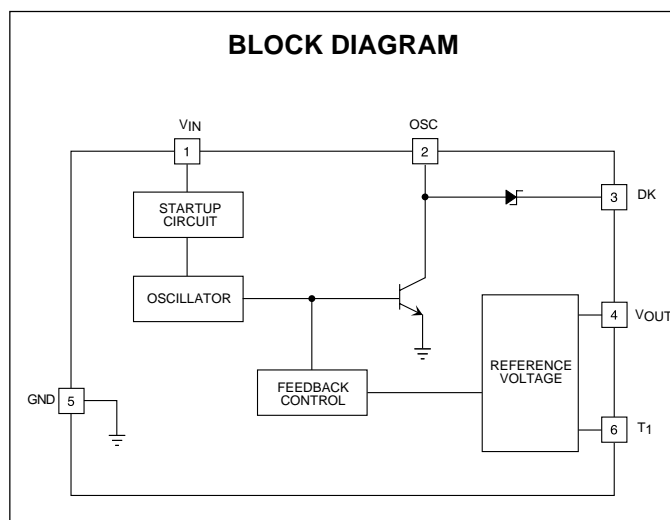 BLOCK DIAGRAM
VIN
OSC
1
2
STARTUP
CIRCUIT
3
DK
OSCILLATOR
4
VOUT
REFERENCE
VOLTAGE
FEEDBACK
CONTROL
GND
5
6
T1